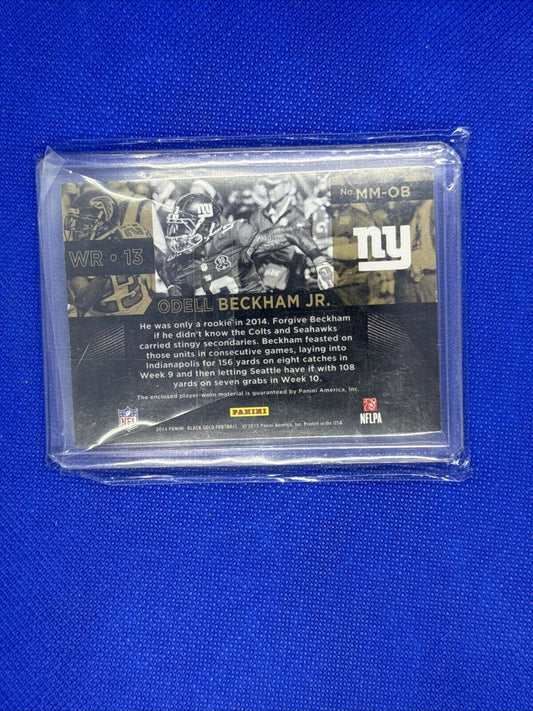 No. MM-OB
WR • 13
ny
ODELL BECKHAM JR.
He was only a rookie in 2014. Forgive Beckham
if he didn't know the Colts and Seahawks
carried stingy secondaries. Beckham feasted on
those units in consecutive games, laying into
Indianapolis for 156 yards on eight catches in
Week 9 and then letting Seattle have it with 108
yards on seven grabs in Week 10.
The enclosed player-worn material is guaranteed by Panini America, Inc.
NFL
PANINI
NFLPA
2014 PANINI - BLACK GOLD FOOTBALL © 2015 Panini America, Inc. Printed in the USA